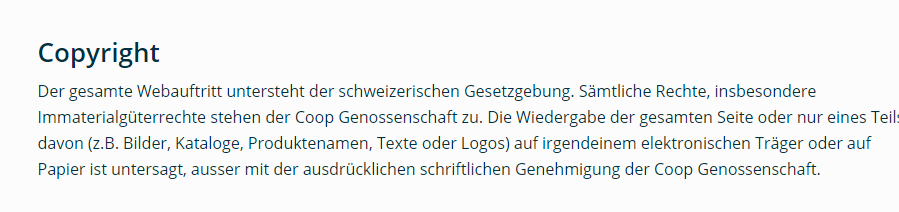 Copyright
Der gesamte Webauftritt untersteht der schweizerischen Gesetzgebung. Sämtliche Rechte, insbesondere
Immaterialgüterrechte stehen der Coop Genossenschaft zu. Die Wiedergabe der gesamten Seite oder nur eines Teils
davon (z.B. Bilder, Kataloge, Produktenamen, Texte oder Logos) auf irgendeinem elektronischen Träger oder auf
Papier ist untersagt, ausser mit der ausdrücklichen schriftlichen Genehmigung der Coop Genossenschaft.